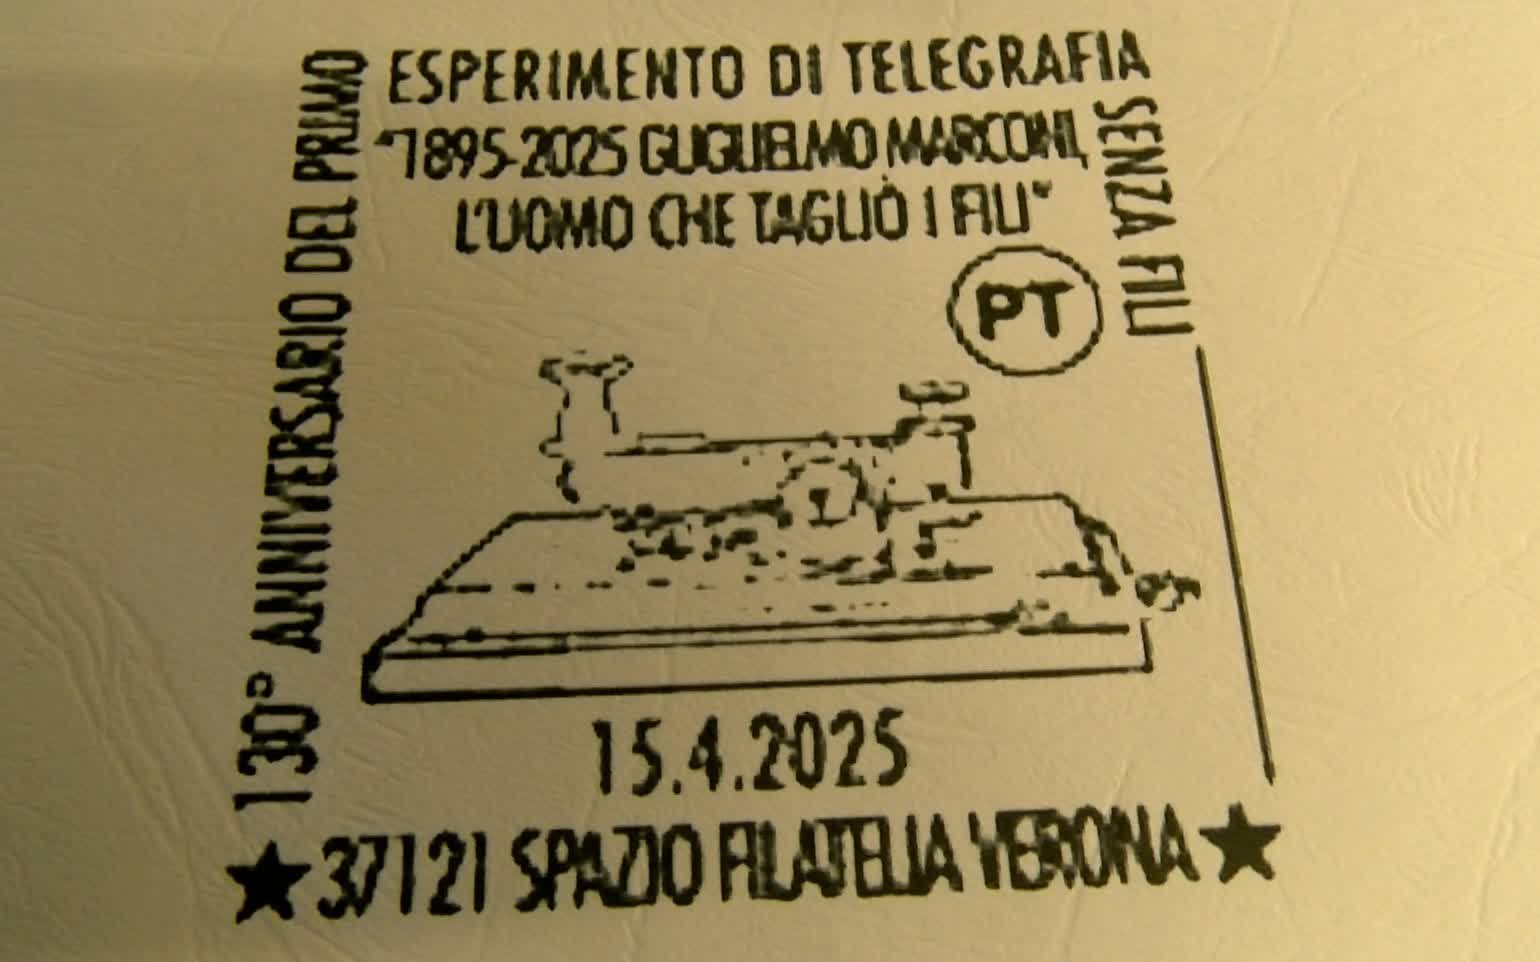 130° ANNIVERSARIO DEL PRIMO
ESPERIMENTO DI TELEGRAFIA
SENZA FILI
"1895-2025 GUGLIELMO MARCONI,
L'UOMO CHE TAGLIÒ I FILI"
PT
15.4.2025
★ 37121 SPAZIO FILATELIA VERONA ★